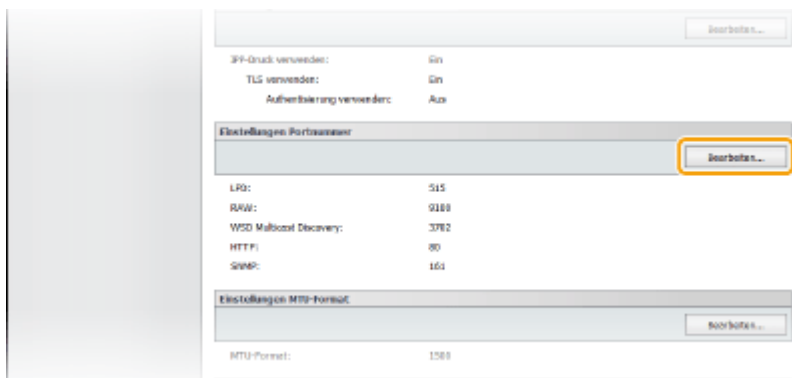 Bearbeiten...
IPP-Druck verwenden: Ein
TLS verwenden: Ein
Authentisierung verwenden: Aus
Einstellungen Portnummer
Bearbeiten...
LPD: 515
RAW: 9100
WSD Multicast Discovery: 3702
HTTP: 80
SNMP: 161
Einstellungen MTU-Format
Bearbeiten...
MTU-Format: 1500